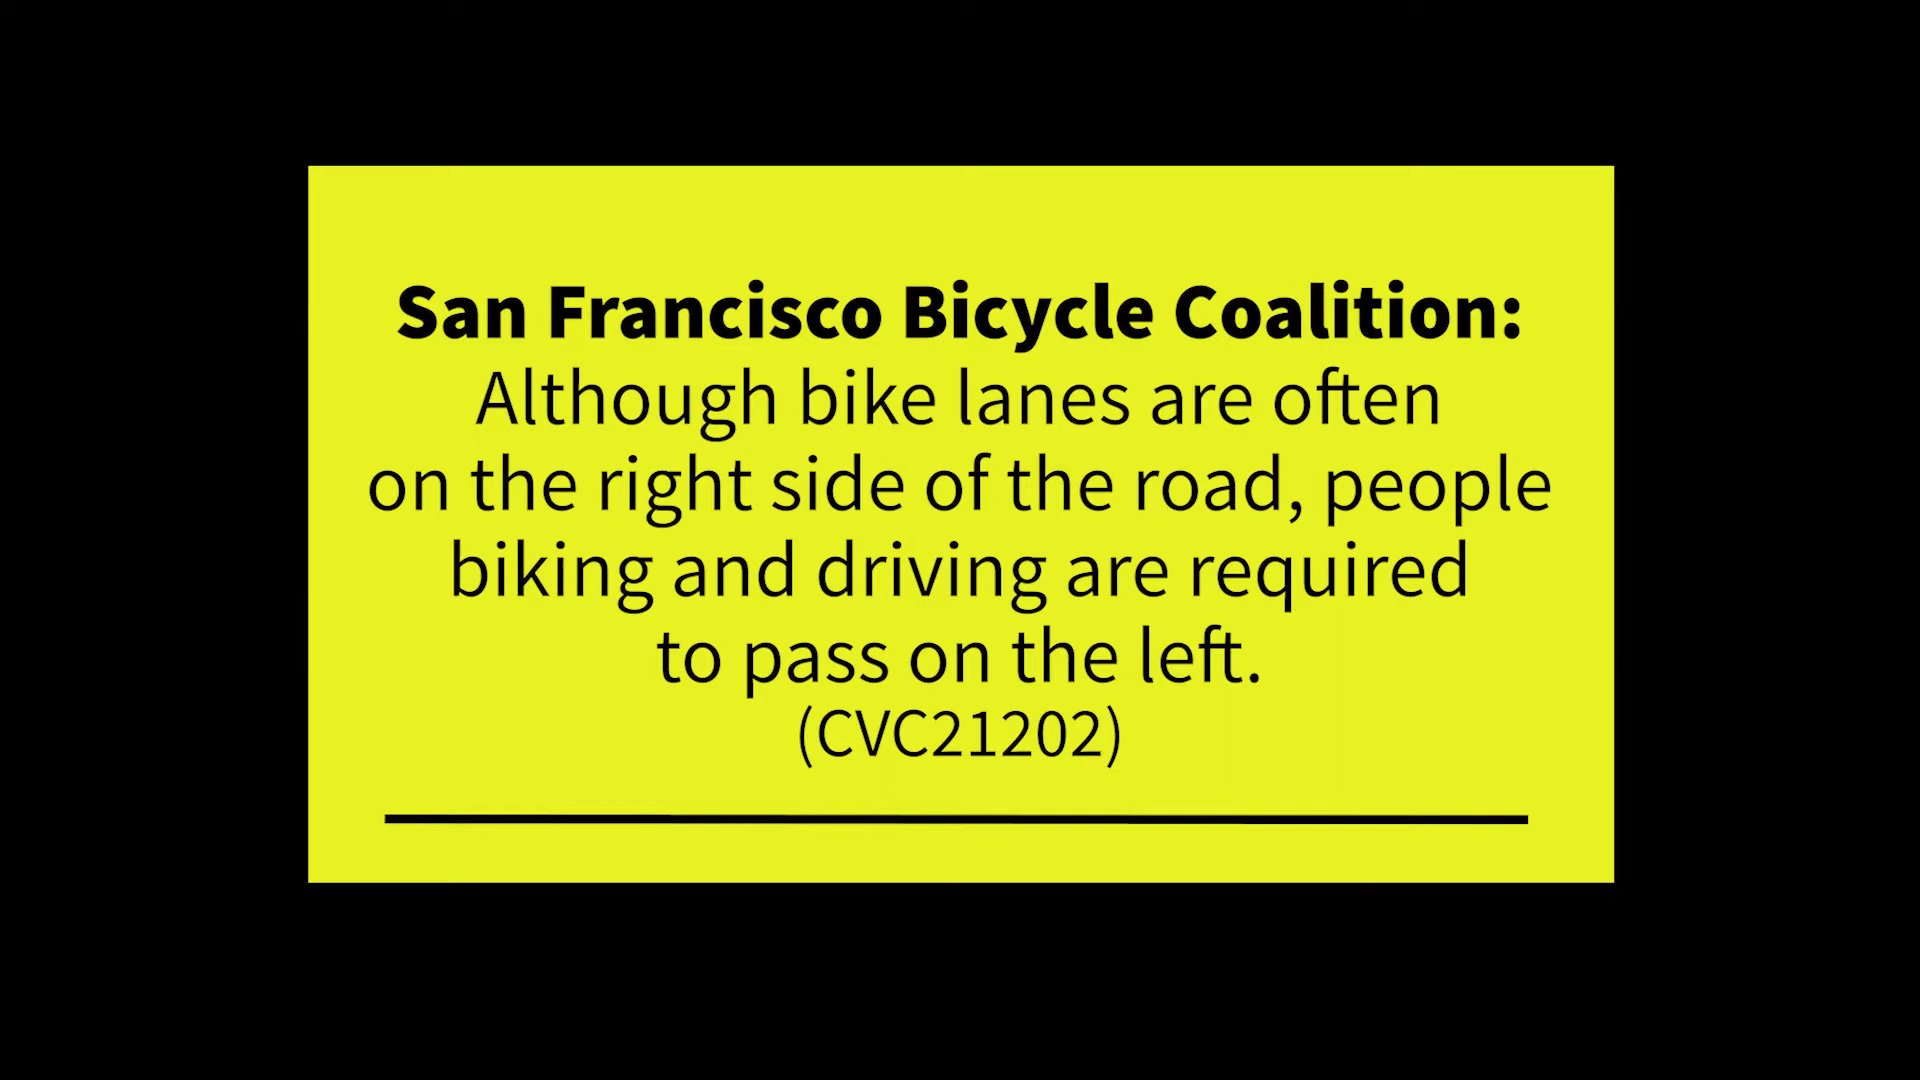 San Francisco Bicycle Coalition:
Although bike lanes are often
on the right side of the road, people
biking and driving are required
to pass on the left.
(CVC21202)